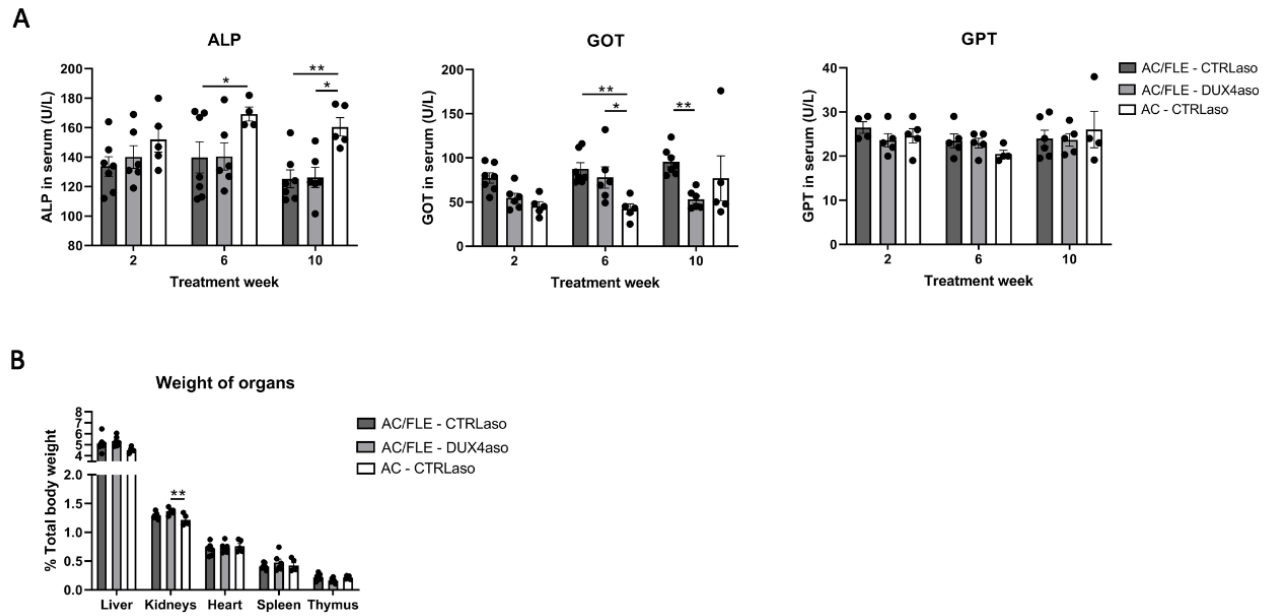 A
ALP
ALP in serum (U/L)
200
180
160
140
120
100
80
*
**
*
2
6
10
Treatment week
GOT
GOT in serum (U/L)
200
150
100
50
0
**
*
**
2
6
10
Treatment week
GPT
GPT in serum (U/L)
40
30
20
10
0
2
6
10
Treatment week
AC/FLE - CTRLaso
AC/FLE - DUX4aso
AC - CTRLaso
B
Weight of organs
% Total body weight
8
7
6
5
4
2.0
1.5
1.0
0.5
0.0
**
Liver
Kidneys
Heart
Spleen
Thymus
AC/FLE - CTRLaso
AC/FLE - DUX4aso
AC - CTRLaso